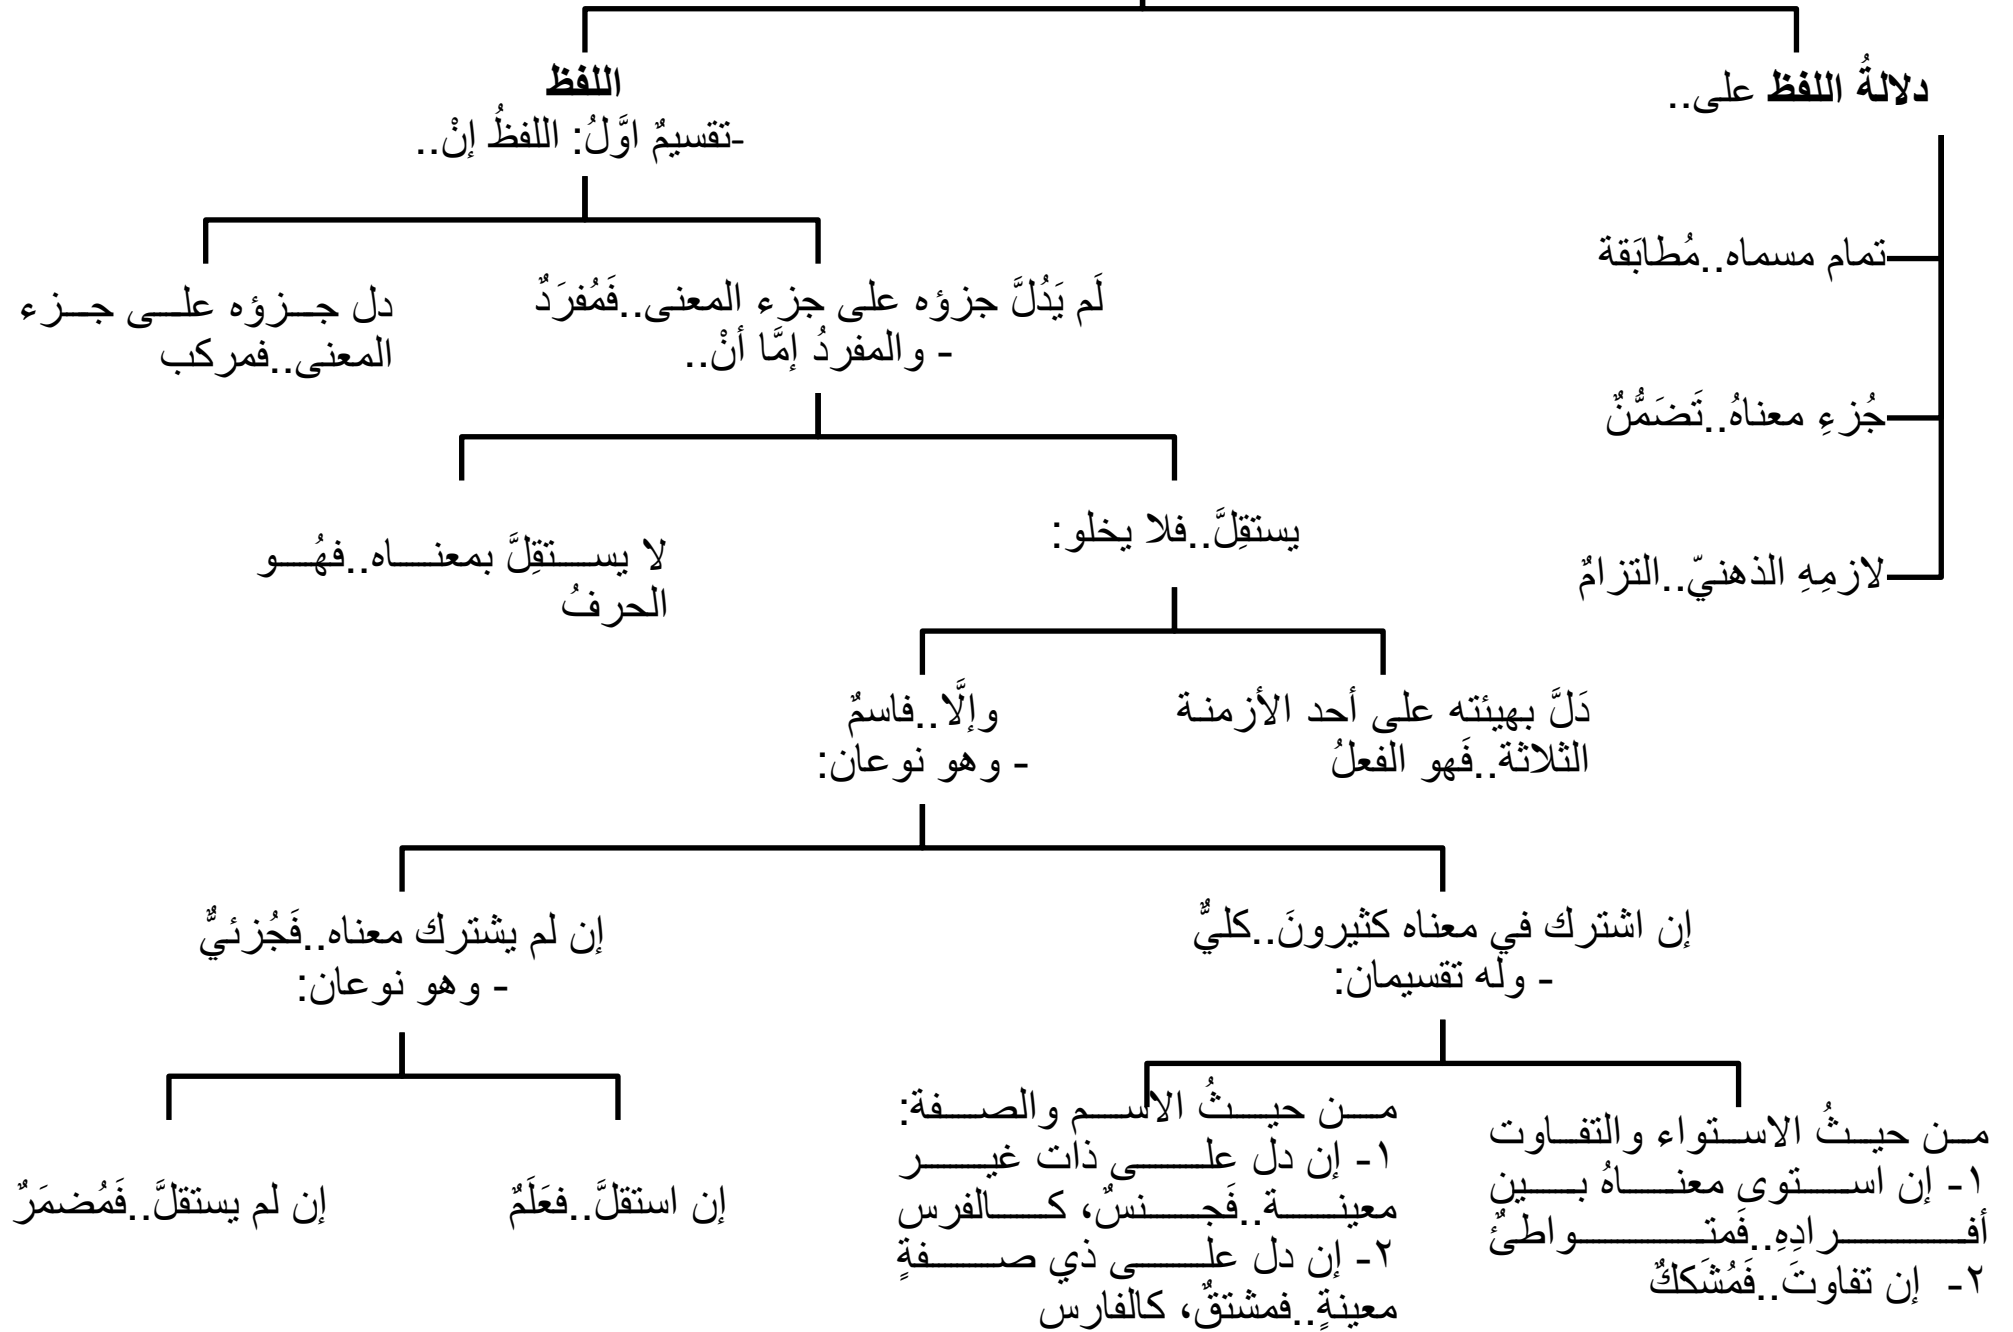 دلالةُ اللفظ على..
تمام مسماه..مُطابَقة
جُزءِ معناهُ..تَضَمُّنٌ
لازمِهِ الذهنيّ..التزامٌ
اللفظ
-تقسيمٌ اوَّلُ: اللفظُ إنْ..
لَم يَدُلَّ جزؤه على جزء المعنى..فَمُفرَدٌ
- والمفردُ إمَّا أنْ..
دل جزؤه على جزء
المعنى..فمركب
يستقِلَّ..فلا يخلو:
لا يستقِلَّ بمعناه..فهُو
الحرفُ
دَلَّ بهيئته على أحد الأزمنة
الثلاثة..فَهو الفعلُ
وإلَّا..فاسمٌ
- وهو نوعان:
إن اشترك في معناه كثيرونَ..كليٌّ
- وله تقسيمان:
إن لم يشترك معناه..فَجُزئيٌّ
- وهو نوعان:
من حيثُ الاستواء والتفاوت
١- إن استوى معناهُ بين
أفرادِهِ..فَمتواطئٌ
٢- إن تفاوتَ..فَمُشَككٌ
من حيثُ الاسم والصفة:
١- إن دل على ذات غير
معينة..فَجنسٌ، كالفرس
٢- إن دل على ذي صفةٍ
معينةٍ..فمشتقٌ، كالفارس
إن استقلَّ..فعَلَمٌ
إن لم يستقلَّ..فَمُضمَرٌ